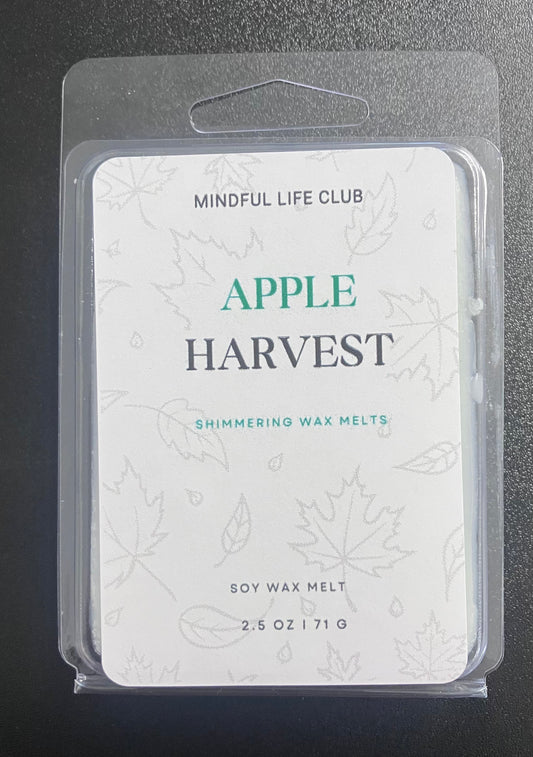 MINDFUL LIFE CLUB
APPLE
HARVEST
SHIMMERING WAX MELTS
SOY WAX MELT
2.5 OZ | 71 G